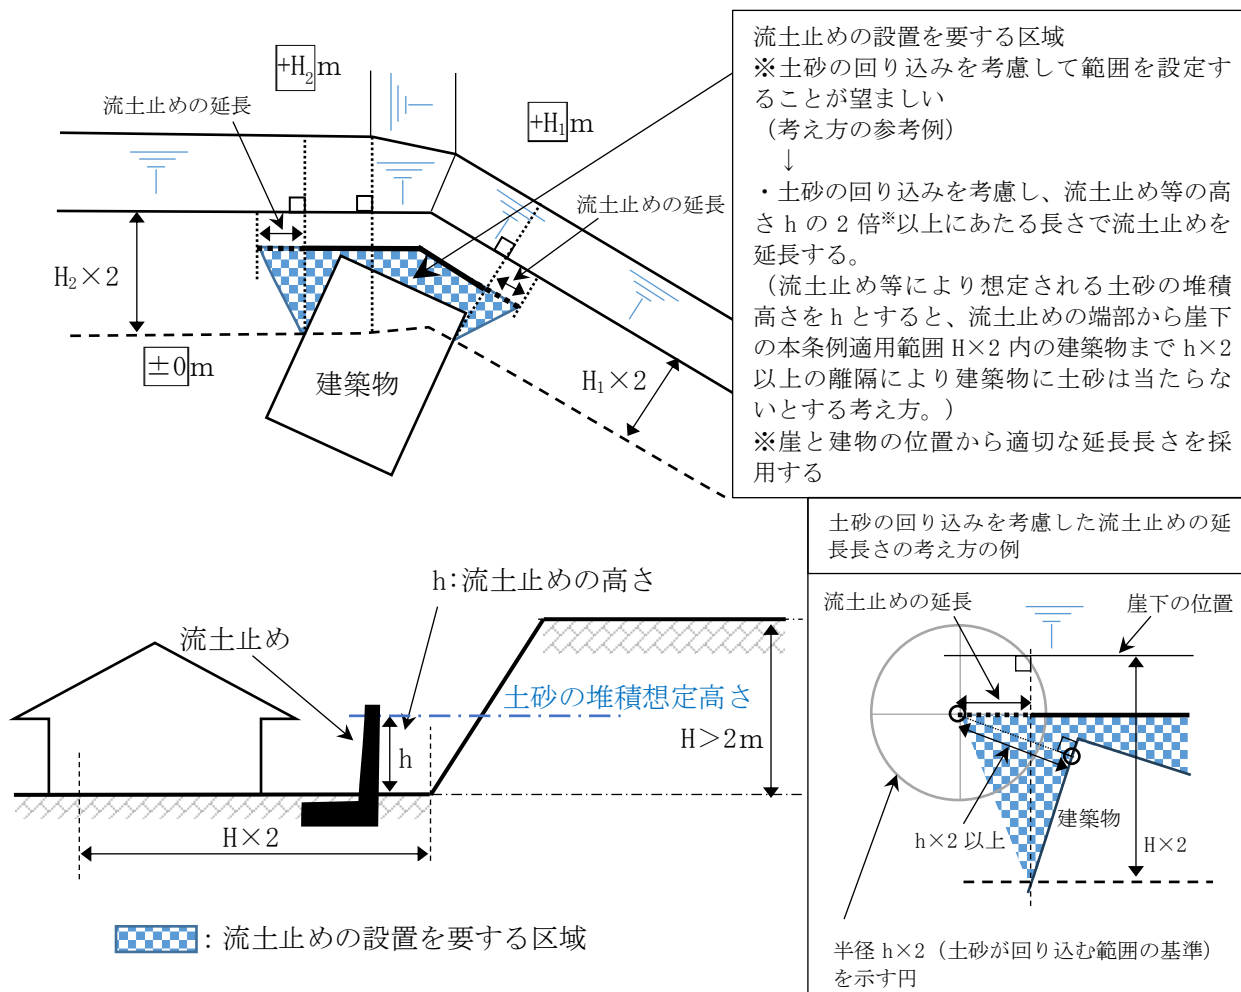 +H₂m
流土止めの延長
+H₁m
流土止めの延長
H₂×2
±0m
建築物
H₁×2
流土止めの設置を要する区域
※土砂の回り込みを考慮して範囲を設定す
ることが望ましい
（考え方の参考例）
↓
・土砂の回り込みを考慮し、流土止め等の高
さ h の 2 倍※以上にあたる長さで流土止めを
延長する。
（流土止め等により想定される土砂の堆積
高さを h とすると、流土止めの端部から崖下
の本条例適用範囲 H×2 内の建築物まで h×2
以上の離隔により建築物に土砂は当たらな
いとする考え方。）
※崖と建物の位置から適切な延長長さを採
用する
h:流土止めの高さ
流土止め
土砂の堆積想定高さ
h
H＞2m
H×2
：流土止めの設置を要する区域
土砂の回り込みを考慮した流土止めの延
長長さの考え方の例
流土止めの延長
崖下の位置
建築物
h×2 以上
H×2
半径 h×2（土砂が回り込む範囲の基準）
を示す円